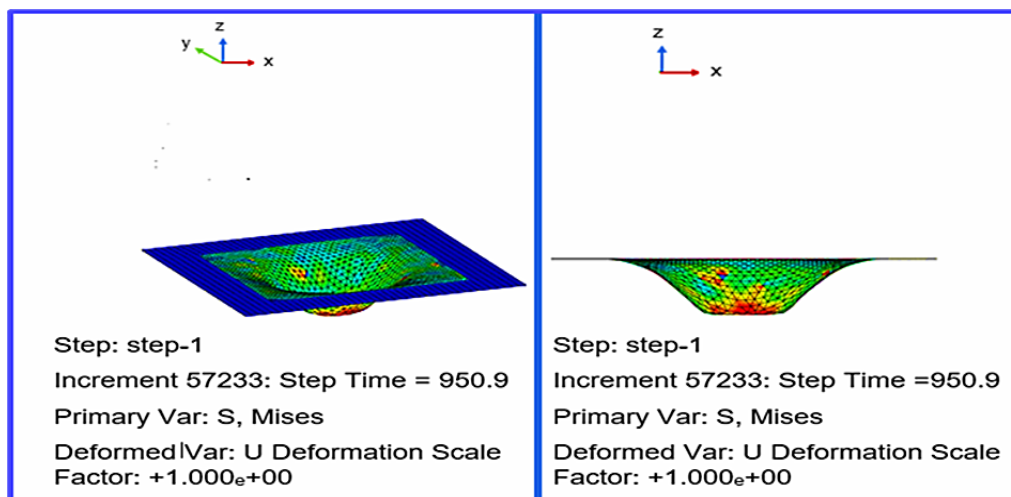 z
y
x
Step: step-1
Increment 57233: Step Time = 950.9
Primary Var: S, Mises
Deformed Var: U Deformation Scale
Factor: +1.000e+00
z
x
Step: step-1
Increment 57233: Step Time =950.9
Primary Var: S, Mises
Deformed Var: U Deformation Scale
Factor: +1.000e+00